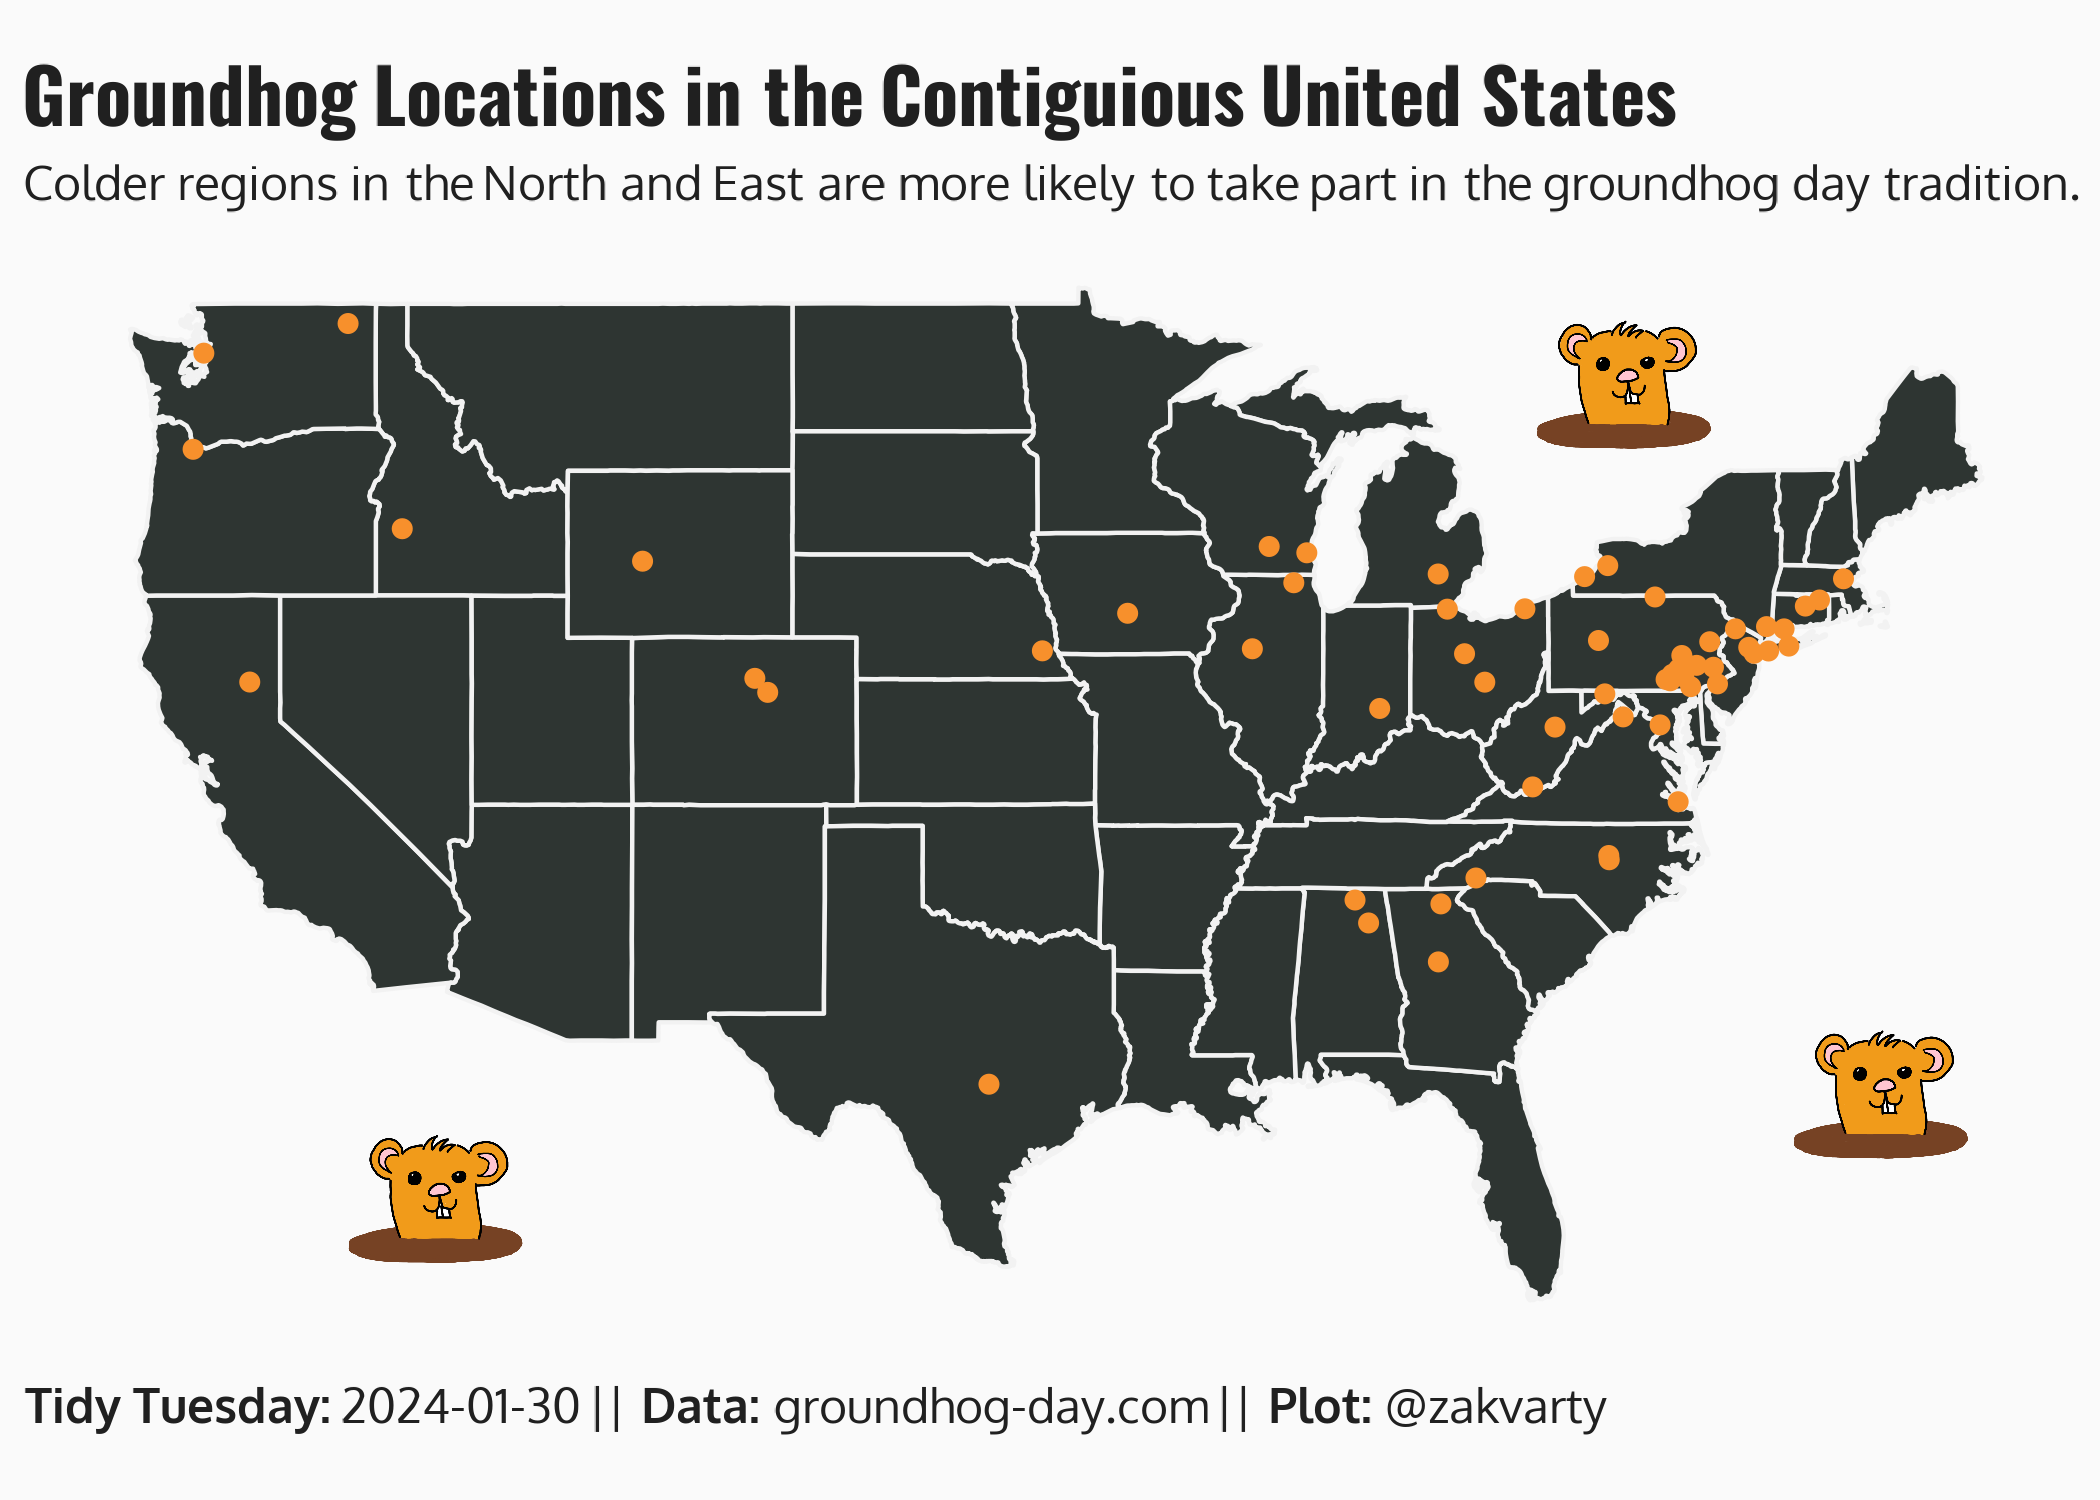 Groundhog Locations in the Contiguious United States
Colder regions in the North and East are more likely to take part in the groundhog day tradition.
Tidy Tuesday: 2024-01-30 || Data: groundhog-day.com || Plot: @zakvarty